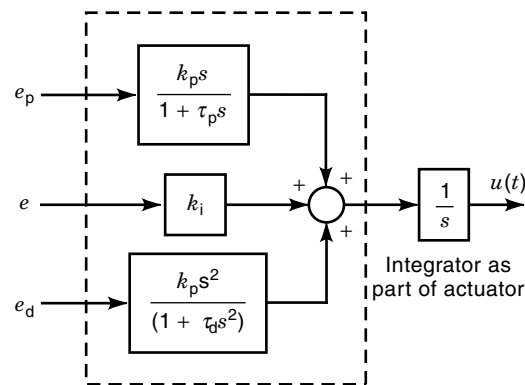 e_p
k_p s
1 + τ_p s
e
k_i
+
+
+
1
s
u(t)
Integrator as
part of actuator
e_d
k_p s²
(1 + τ_d s²)